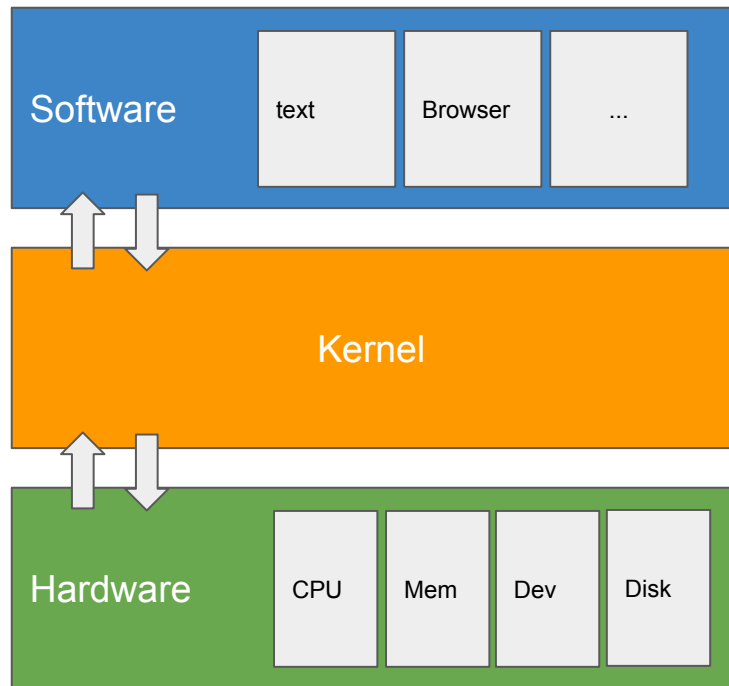 Software
text
Browser
...
Kernel
Hardware
CPU
Mem
Dev
Disk